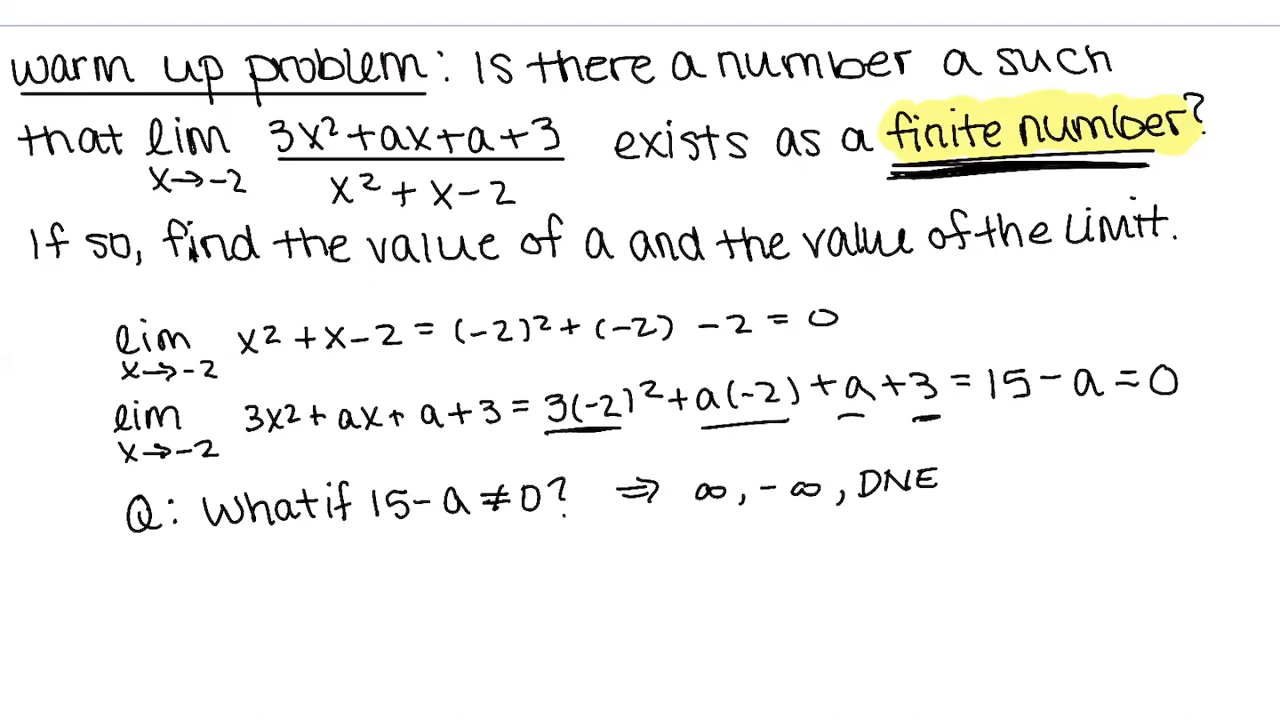 warm up problem: Is there a number a such
that lim x→-2 (3x²+ax+a+3)/(x²+x-2) exists as a finite number?
If so, find the value of a and the value of the limit.
lim x→-2 x²+x-2 = (-2)²+(-2)-2 = 0
lim x→-2 3x²+ax+a+3 = 3(-2)²+a(-2)+a+3 = 15-a = 0
Q: What if 15-a≠0? ⇒ ∞, -∞, DNE